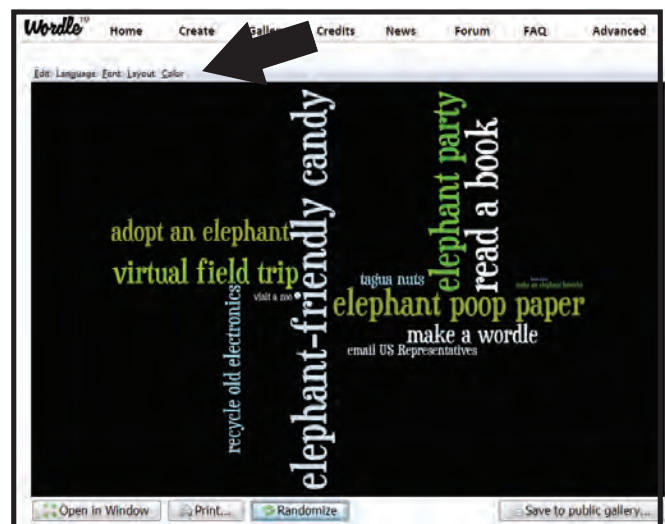 Wordle™ Home Create Credits News Forum FAQ Advanced
Edit Language Font Layout Color
elephant-friendly candy
elephant party
read a book
adopt an elephant
virtual field trip
visit a zoo
tagua nuts
elephant poop paper
make a wordle
email US Representatives
recycle old electronics
Open in Window Print... Randomize Save to public gallery...